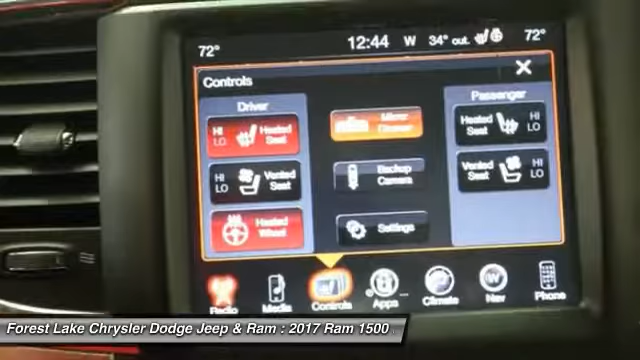 72° 12:44 W 34° out. 72°
Controls X
Driver
HI LO Heated Seat
HI LO Vented Seat
Heated Wheel
Mirror Dimmer
Backup Camera
Settings
Passenger
Heated Seat HI LO
Vented Seat HI LO
Radio Media Controls Apps Climate Nav Phone
Forest Lake Chrysler Dodge Jeep & Ram : 2017 Ram 1500